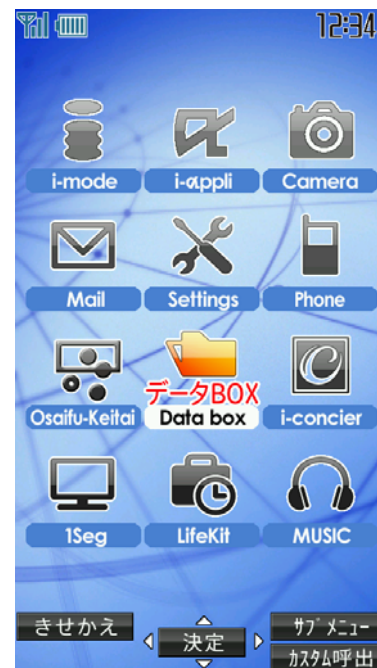 12:34
i-mode
i-αppli
Camera
Mail
Settings
Phone
Osaifu-Keitai
データBOX
Data box
i-concier
1Seg
LifeKit
MUSIC
きせかえ
決定
ｻﾌﾞﾒﾆｭｰ
ｶｽﾀﾑ呼出